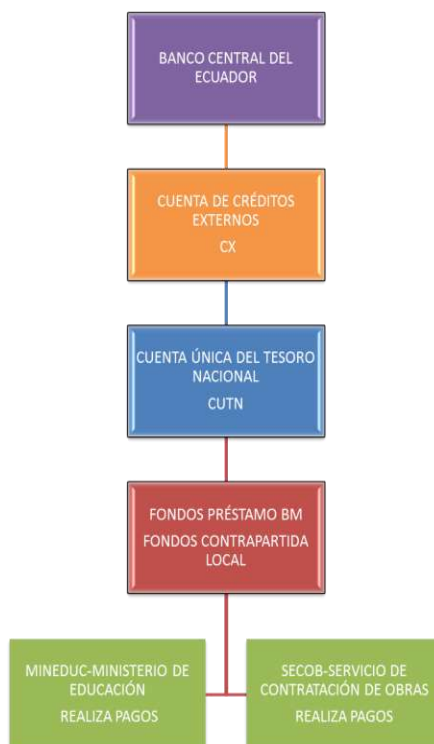 BANCO CENTRAL DEL
ECUADOR
CUENTA DE CRÉDITOS
EXTERNOS
CX
CUENTA ÚNICA DEL TESORO
NACIONAL
CUTN
FONDOS PRÉSTAMO BM
FONDOS CONTRAPARTIDA
LOCAL
MINEDUC-MINISTERIO DE
EDUCACIÓN
REALIZA PAGOS
SECOB-SERVICIO DE
CONTRATACIÓN DE OBRAS
REALIZA PAGOS